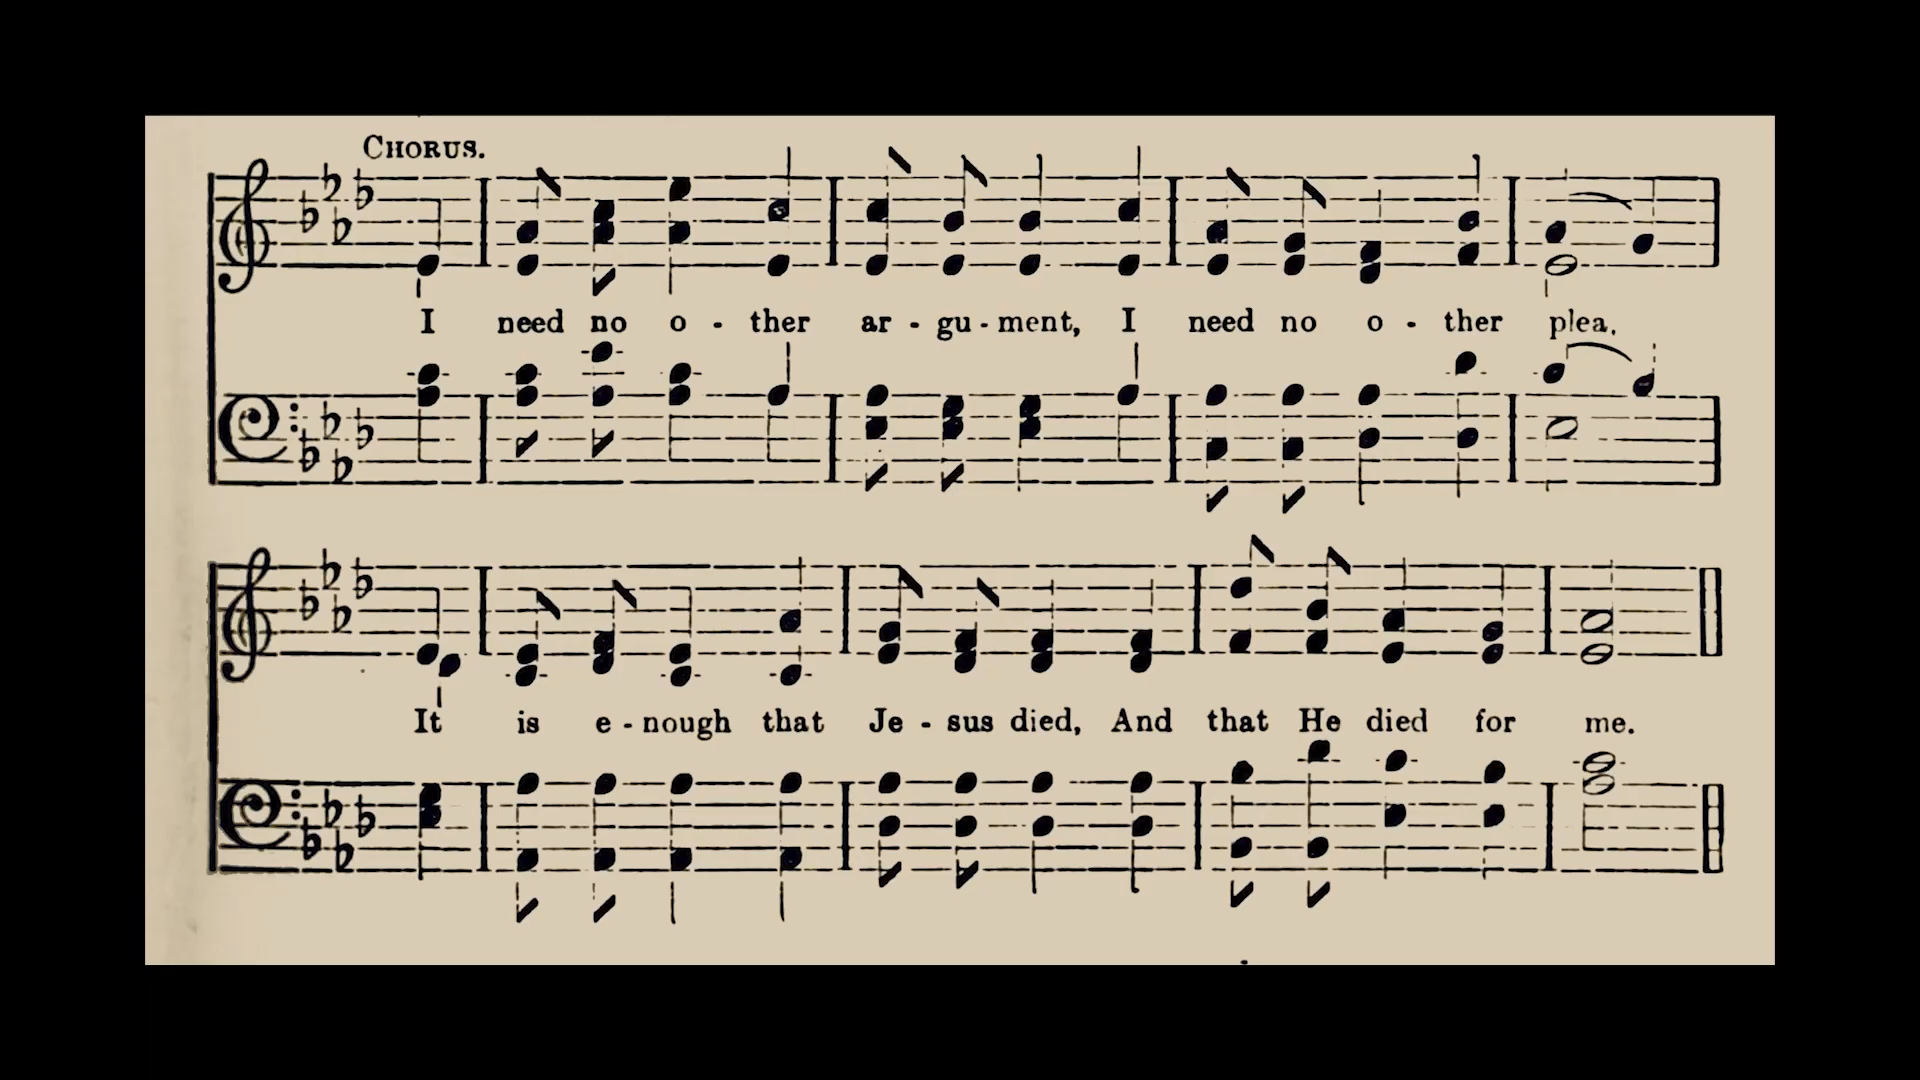 CHORUS.
I need no o - ther ar - gu - ment, I need no o - ther plea.
It is e - nough that Je - sus died, And that He died for me.